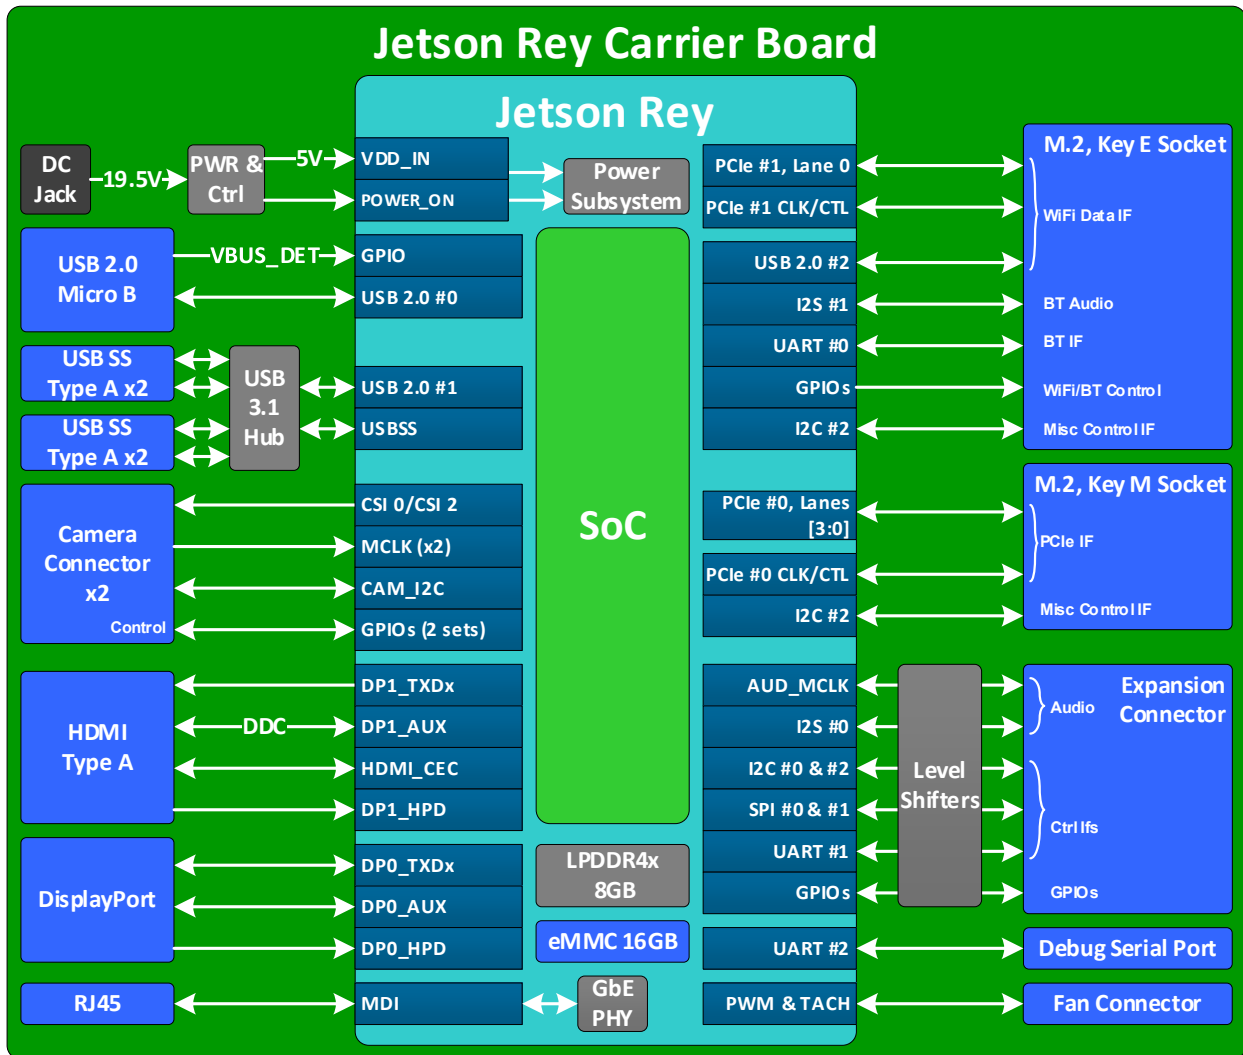 Jetson Rey Carrier Board
Jetson Rey
DC
Jack
19.5V
PWR &
Ctrl
5V
VDD_IN
POWER_ON
Power
Subsystem
USB 2.0
Micro B
VBUS_DET
GPIO
USB 2.0 #0
USB SS
Type A x2
USB SS
Type A x2
USB
3.1
Hub
USB 2.0 #1
USBSS
Camera
Connector
x2
Control
CSI 0/CSI 2
MCLK (x2)
CAM_I2C
GPIOs (2 sets)
HDMI
Type A
DDC
DP1_TXDx
DP1_AUX
HDMI_CEC
DP1_HPD
DisplayPort
DP0_TXDx
DP0_AUX
DP0_HPD
RJ45
MDI
GbE
PHY
SoC
LPDDR4x
8GB
eMMC 16GB
PCIe #1, Lane 0
PCIe #1 CLK/CTL
USB 2.0 #2
I2S #1
UART #0
GPIOs
I2C #2
M.2, Key E Socket
WiFi Data IF
BT Audio
BT IF
WiFi/BT Control
Misc Control IF
PCIe #0, Lanes
[3:0]
PCIe #0 CLK/CTL
I2C #2
M.2, Key M Socket
PCIe IF
Misc Control IF
AUD_MCLK
I2S #0
I2C #0 & #2
SPI #0 & #1
UART #1
GPIOs
Level
Shifters
Expansion
Connector
Audio
Ctrl Ifs
GPIOs
UART #2
Debug Serial Port
PWM & TACH
Fan Connector